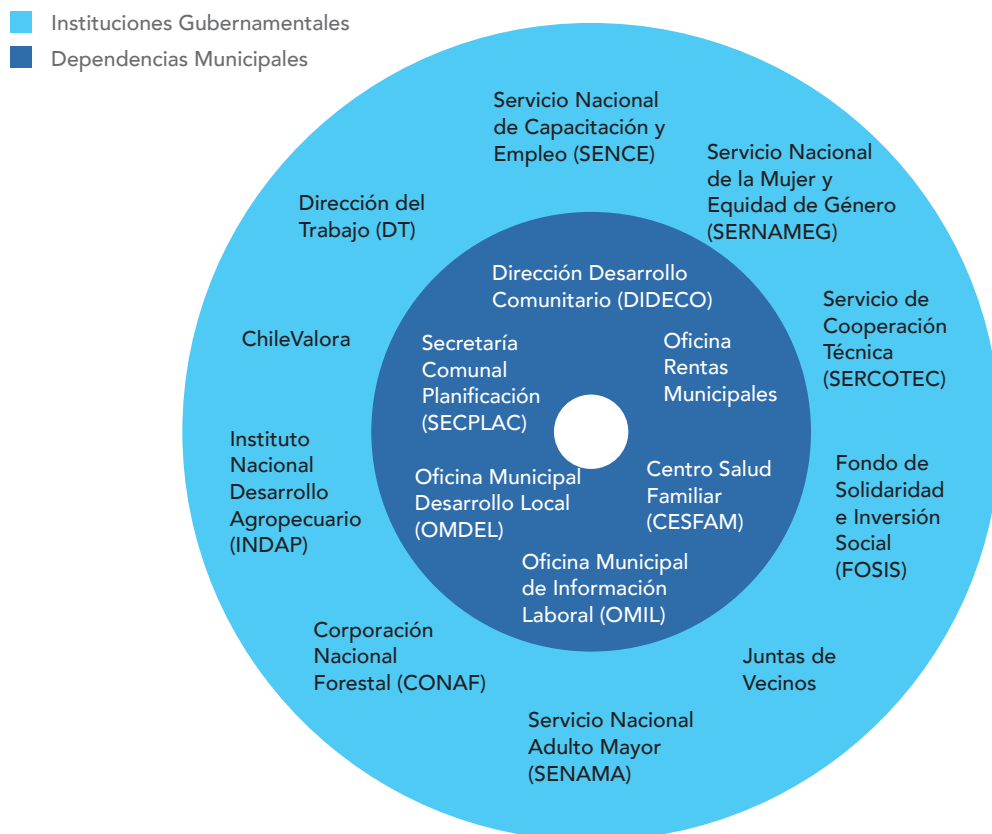 Instituciones Gubernamentales
Dependencias Municipales
Servicio Nacional
de Capacitación y
Empleo (SENCE)
Servicio Nacional
de la Mujer y
Equidad de Género
(SERNAMEG)
Dirección del
Trabajo (DT)
Dirección Desarrollo
Comunitario (DIDECO)
Servicio de
Cooperación
Técnica
(SERCOTEC)
ChileValora
Secretaría
Comunal
Planificación
(SECPLAC)
Oficina
Rentas
Municipales
Instituto
Nacional
Desarrollo
Agropecuario
(INDAP)
Oficina Municipal
Desarrollo Local
(OMDEL)
Centro Salud
Familiar
(CESFAM)
Fondo de
Solidaridad
e Inversión
Social
(FOSIS)
Oficina Municipal
de Información
Laboral (OMIL)
Corporación
Nacional
Forestal (CONAF)
Juntas de
Vecinos
Servicio Nacional
Adulto Mayor
(SENAMA)